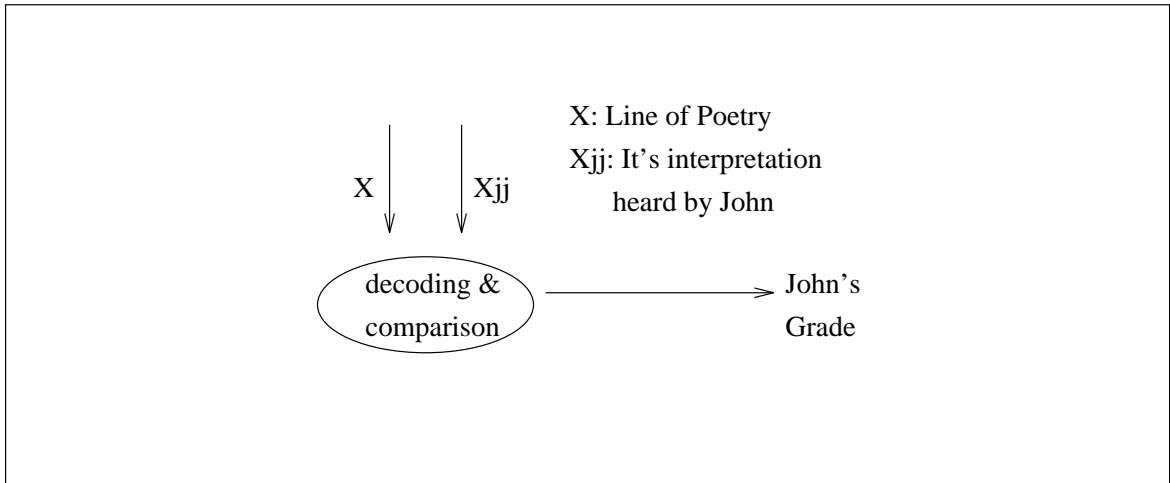 X: Line of Poetry
Xjj: It's interpretation
heard by John
X
Xjj
decoding &
comparison
John's
Grade